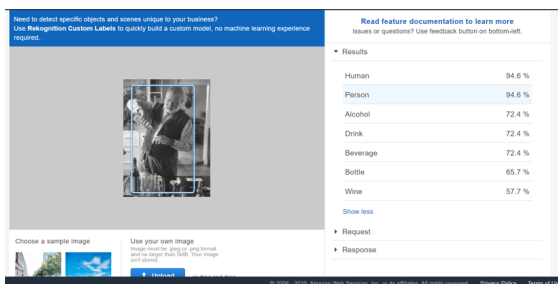 Need to detect specific objects and scenes unique to your business?
Use Rekognition Custom Labels to quickly build a custom model, no machine learning experience
required.
Read feature documentation to learn more
Issues or questions? Use feedback button on bottom-left.
Results
Human 94.6 %
Person 94.6 %
Alcohol 72.4 %
Drink 72.4 %
Beverage 72.4 %
Bottle 65.7 %
Wine 57.7 %
Show less
Request
Response
Choose a sample image
Use your own image
Image must be .jpeg or .png format
and no larger than 5MB. Your image
isn't stored.
Upload
© 2008 - 2020, Amazon Web Services, Inc. or its affiliates. All rights reserved. Privacy Policy Terms of